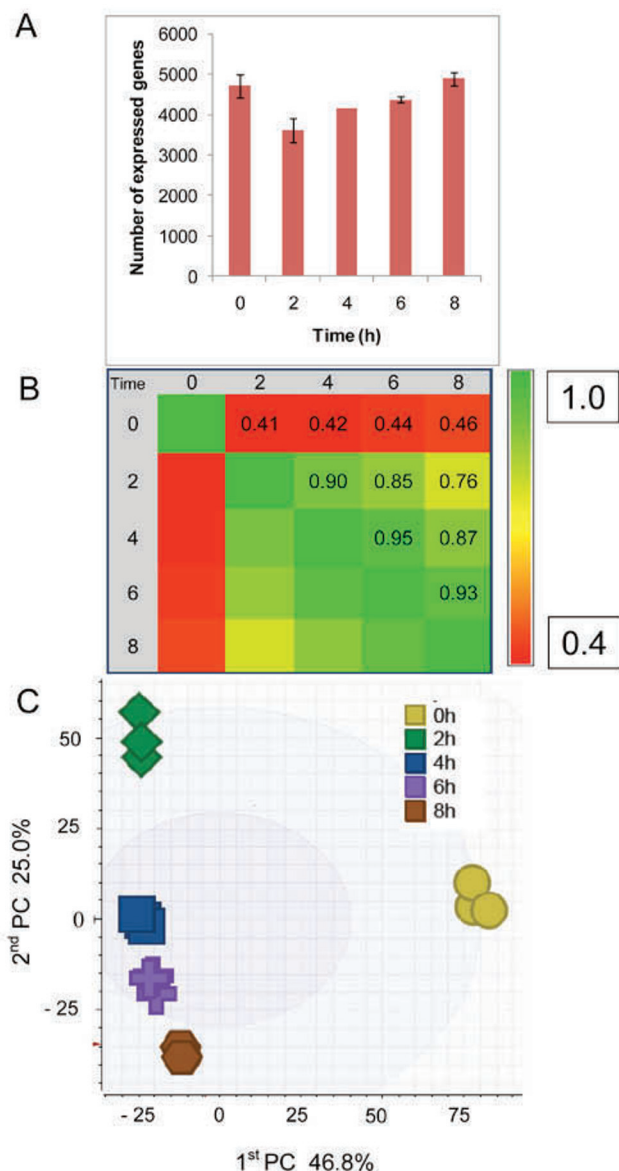 A
6000
5000
4000
3000
2000
1000
0
Number of expressed genes
0 2 4 6 8
Time (h)
B
Time 0 2 4 6 8
0 0.41 0.42 0.44 0.46
2 0.90 0.85 0.76
4 0.95 0.87
6 0.93
8
1.0
0.4
C
0h
2h
4h
6h
8h
50
25
0
- 25
2nd PC 25.0%
- 25 0 25 50 75
1st PC 46.8%